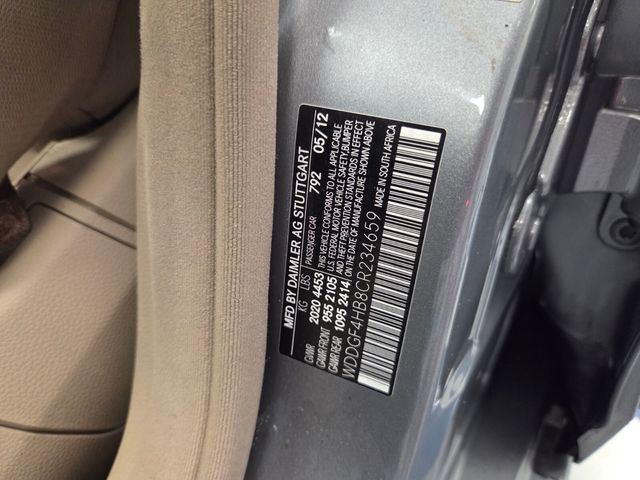 MFD BY DAIMLER AG STUTTGART
KG LBS PASSENGER CAR 792 05/12
GVWR 2020 4453 THIS VEHICLE CONFORMS TO ALL APPLICABLE
GAWR FRONT 955 2105 U.S. FEDERAL MOTOR VEHICLE SAFETY, BUMPER
GAWR REAR 1095 2414 AND THEFT PREVENTION STANDARDS IN EFFECT
ON THE DATE OF MANUFACTURE SHOWN ABOVE
WDDGF4HB8CR234659 MADE IN SOUTH AFRICA